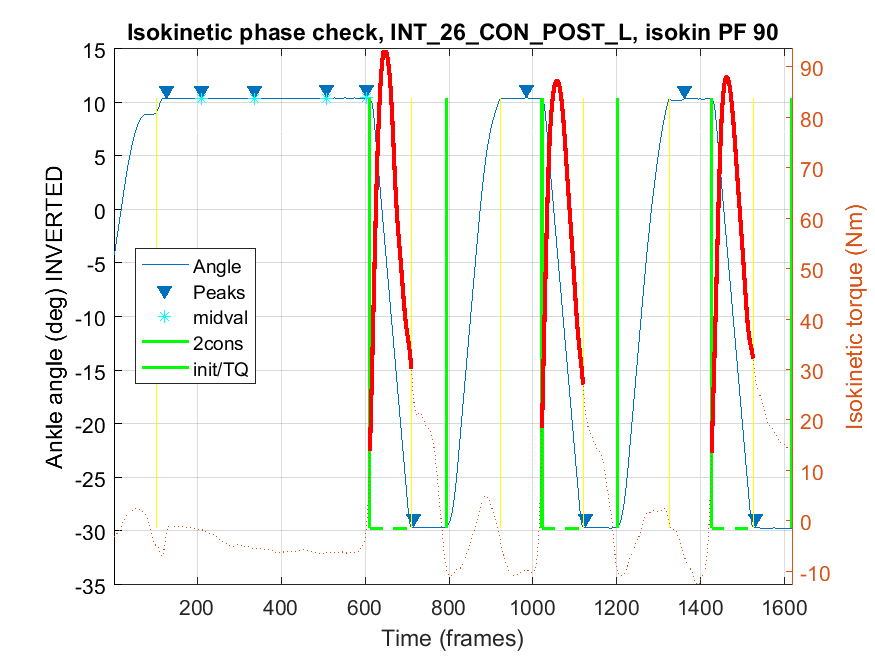 Isokinetic phase check, INT_26_CON_POST_L, isokin PF 90
Ankle angle (deg) INVERTED
15
10
5
0
-5
-10
-15
-20
-25
-30
-35
Angle
Peaks
midval
2cons
init/TQ
90
80
70
60
50
40
30
20
10
0
-10
Isokinetic torque (Nm)
200 400 600 800 1000 1200 1400 1600
Time (frames)